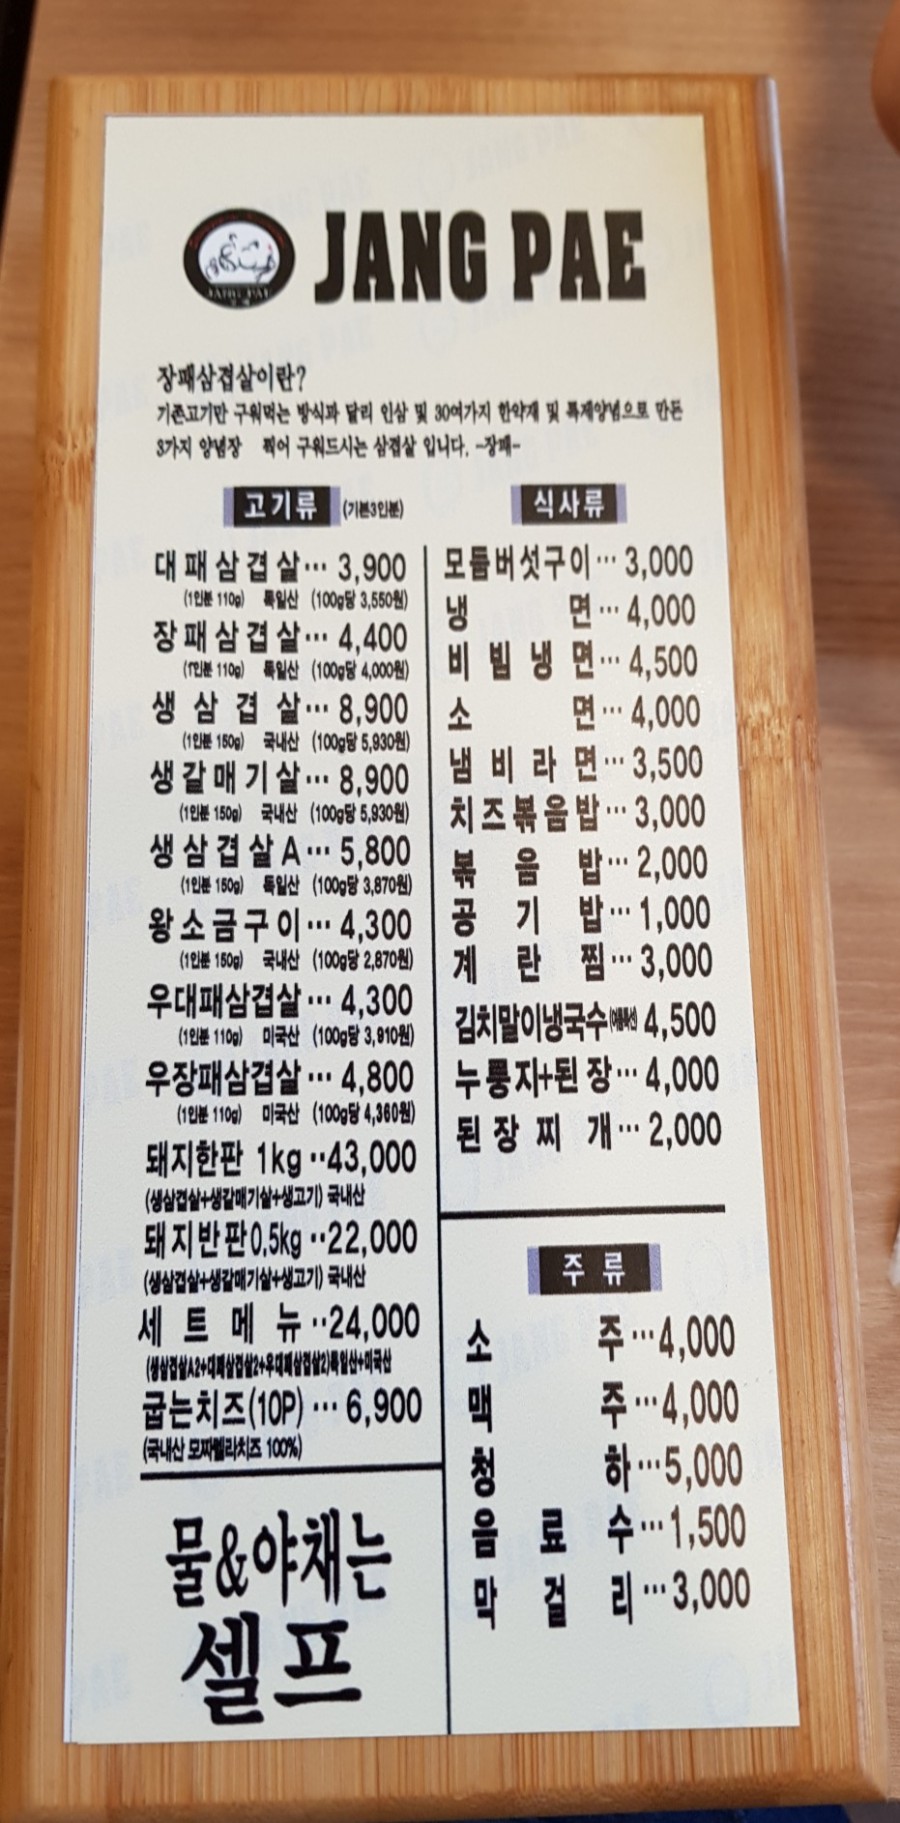 JANG PAE
장패삼겹살이란?
기존고기만 구워먹는 방식과 달리 인삼 및 30여가지 한약재 및 특제양념으로 만든
3가지 양념장 찍어 구워드시는 삼겹살 입니다. -장패-
고기류 (기본3인분)
대패삼겹살··· 3,900
(1인분 110g) 독일산 (100g당 3,550원)
장패삼겹살··· 4,400
(1인분 110g) 독일산 (100g당 4,000원)
생삼겹살··· 8,900
(1인분 150g) 국내산 (100g당 5,930원)
생갈매기살··· 8,900
(1인분 150g) 국내산 (100g당 5,930원)
생삼겹살A··· 5,800
(1인분 150g) 독일산 (100g당 3,870원)
왕소금구이··· 4,300
(1인분 150g) 국내산 (100g당 2,870원)
우대패삼겹살··· 4,300
(1인분 110g) 미국산 (100g당 3,910원)
우장패삼겹살··· 4,800
(1인분 110g) 미국산 (100g당 4,360원)
돼지한판 1kg··43,000
(생삼겹살+생갈매기살+생고기) 국내산
돼지반판0.5kg··22,000
(생삼겹살+생갈매기살+생고기) 국내산
세트메뉴··24,000
(생삼겹살A2+대패삼겹살2+우대패삼겹살2)독일산+미국산
굽는치즈(10P)··· 6,900
(국내산 모짜렐라치즈 100%)
물&야채는
셀프
식사류
모듬버섯구이··· 3,000
냉면··· 4,000
비빔냉면··· 4,500
소면··· 4,000
냄비라면··· 3,500
치즈볶음밥··· 3,000
볶음밥··· 2,000
공기밥··· 1,000
계란찜··· 3,000
김치말이냉국수 4,500
누룽지+된장··· 4,000
된장찌개··· 2,000
주류
소주···4,000
맥주···4,000
청하···5,000
음료수···1,500
막걸리···3,000